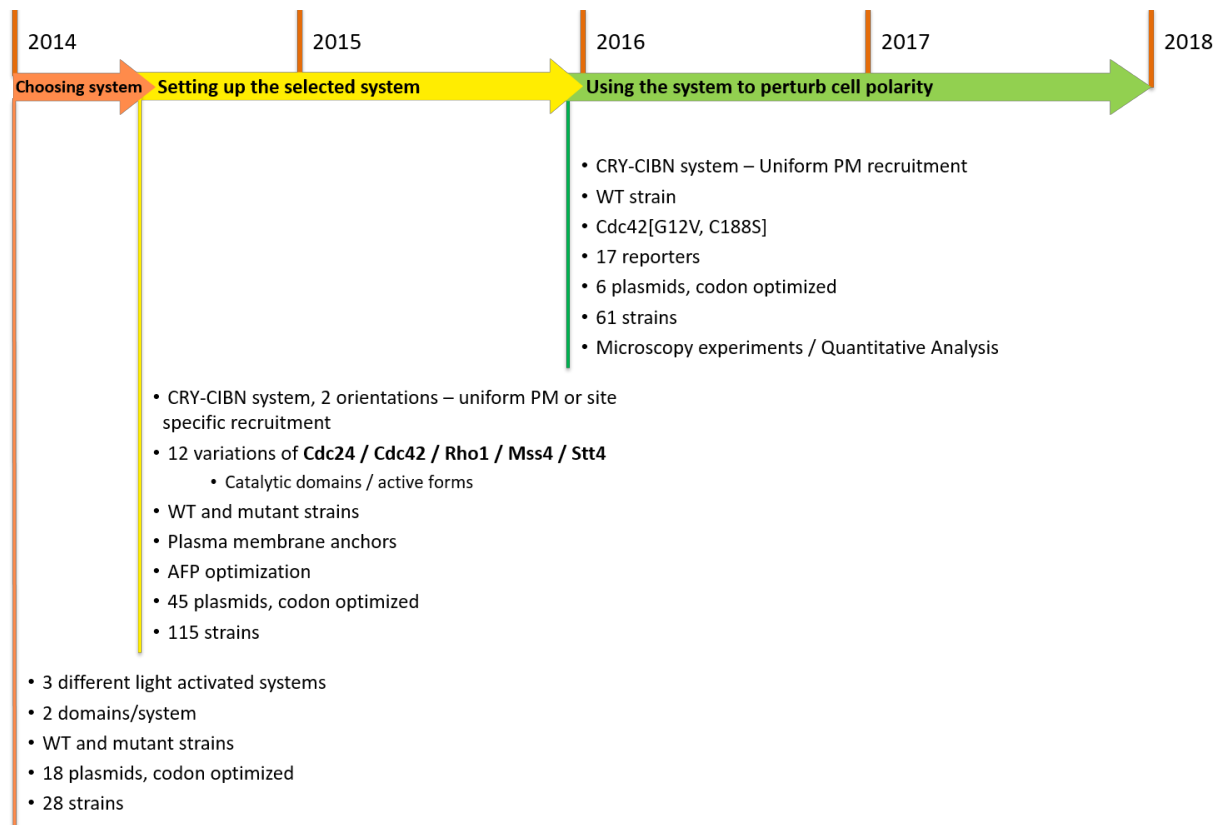 2014
2015
2016
2017
2018
Choosing system
Setting up the selected system
Using the system to perturb cell polarity
• CRY-CIBN system – Uniform PM recruitment
• WT strain
• Cdc42[G12V, C188S]
• 17 reporters
• 6 plasmids, codon optimized
• 61 strains
• Microscopy experiments / Quantitative Analysis
• CRY-CIBN system, 2 orientations – uniform PM or site
specific recruitment
• 12 variations of Cdc24 / Cdc42 / Rho1 / Mss4 / Stt4
• Catalytic domains / active forms
• WT and mutant strains
• Plasma membrane anchors
• AFP optimization
• 45 plasmids, codon optimized
• 115 strains
• 3 different light activated systems
• 2 domains/system
• WT and mutant strains
• 18 plasmids, codon optimized
• 28 strains